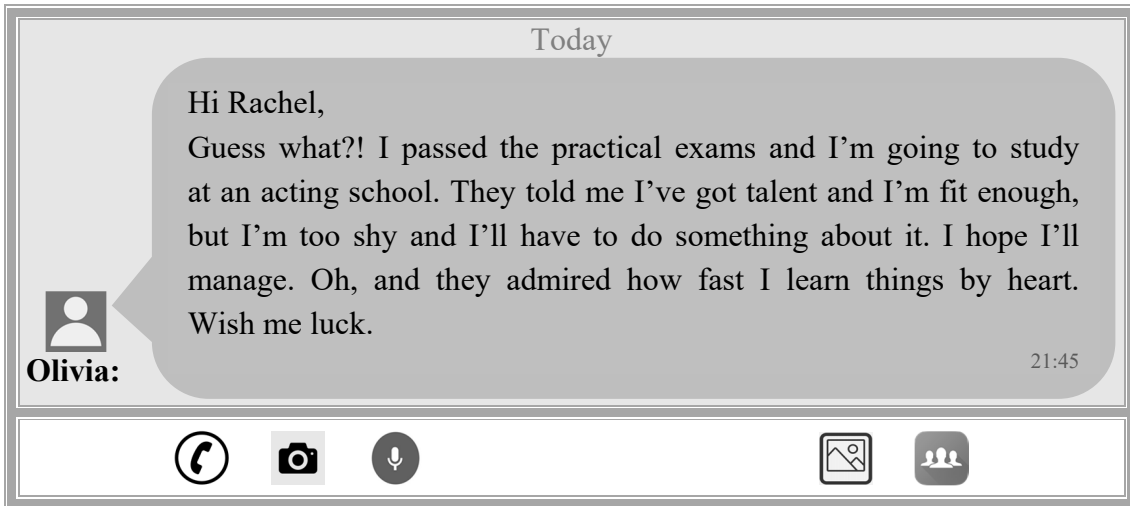 Today
Hi Rachel,
Guess what?! I passed the practical exams and I’m going to study
at an acting school. They told me I’ve got talent and I’m fit enough,
but I’m too shy and I’ll have to do something about it. I hope I’ll
manage. Oh, and they admired how fast I learn things by heart.
Wish me luck.
21:45
Olivia: